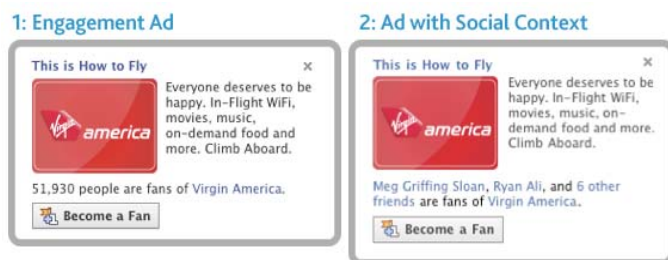 1: Engagement Ad
This is How to Fly x
Virgin america
Everyone deserves to be
happy. In-Flight WiFi,
movies, music,
on-demand food and
more. Climb Aboard.
51,930 people are fans of Virgin America.
Become a Fan
2: Ad with Social Context
This is How to Fly x
Virgin america
Everyone deserves to be
happy. In-Flight WiFi,
movies, music, on-
demand food and more.
Climb Aboard.
Meg Griffing Sloan, Ryan Ali, and 6 other
friends are fans of Virgin America.
Become a Fan